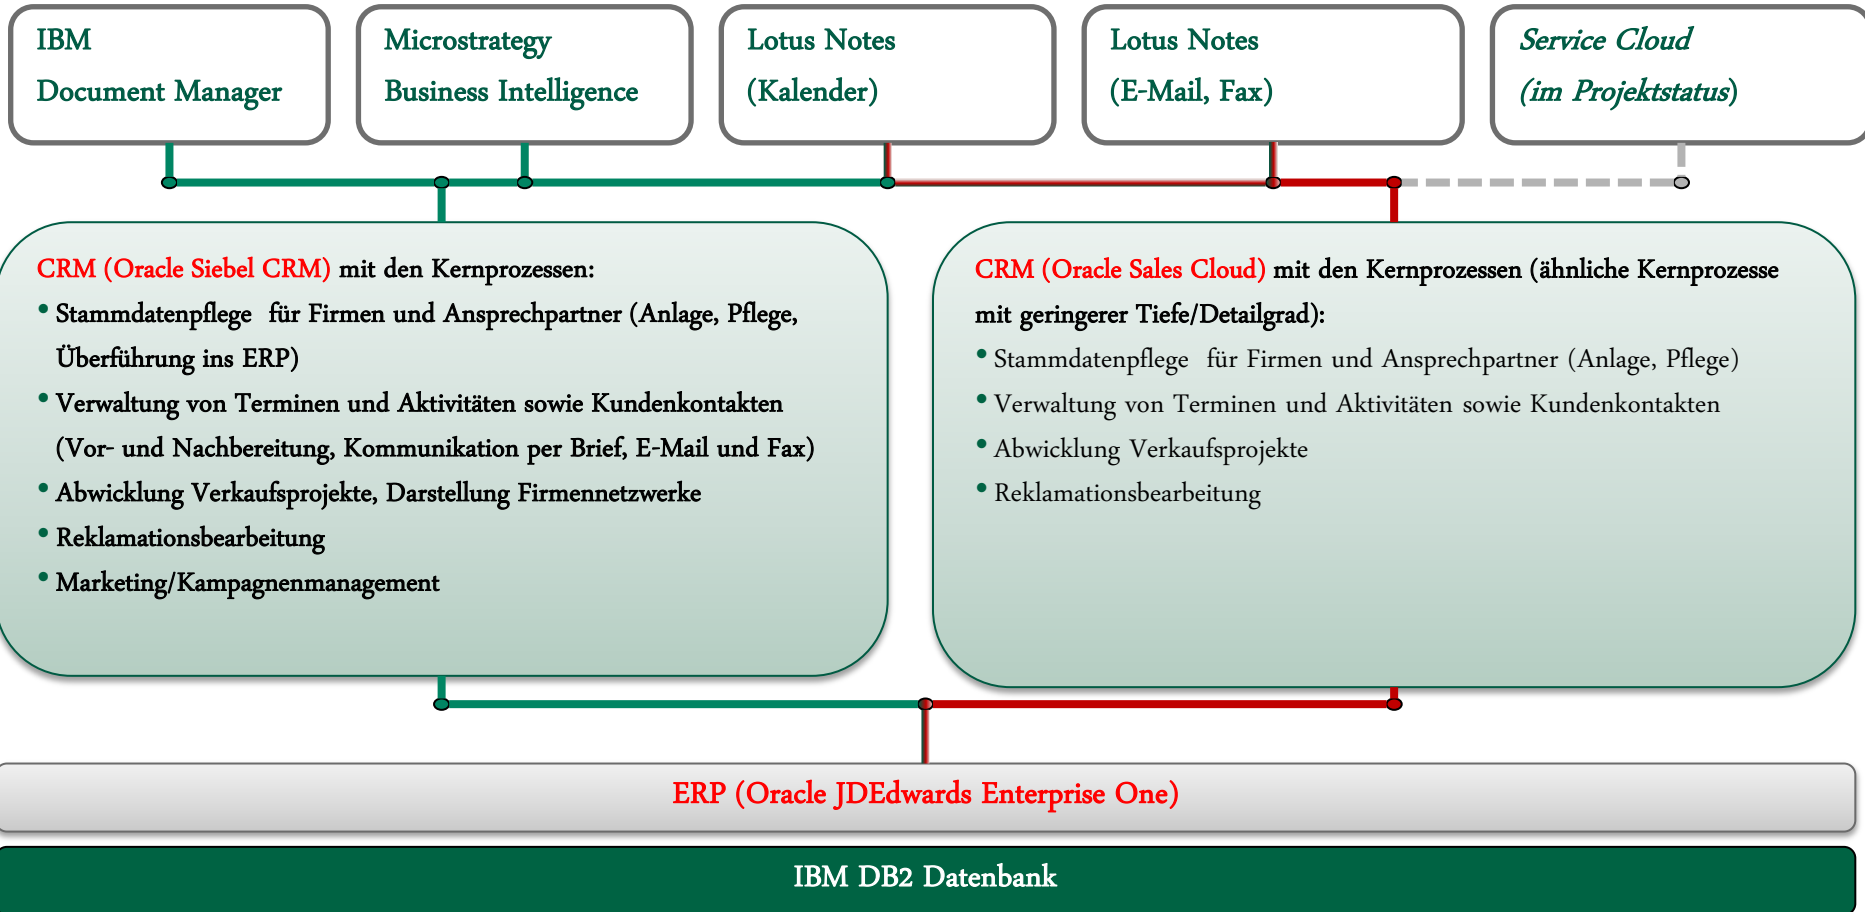 IBM
Document Manager
Microstrategy
Business Intelligence
Lotus Notes
(Kalender)
Lotus Notes
(E-Mail, Fax)
Service Cloud
(im Projektstatus)
CRM (Oracle Siebel CRM) mit den Kernprozessen:
• Stammdatenpflege für Firmen und Ansprechpartner (Anlage, Pflege,
Überführung ins ERP)
• Verwaltung von Terminen und Aktivitäten sowie Kundenkontakten
(Vor- und Nachbereitung, Kommunikation per Brief, E-Mail und Fax)
• Abwicklung Verkaufsprojekte, Darstellung Firmennetzwerke
• Reklamationsbearbeitung
• Marketing/Kampagnenmanagement
CRM (Oracle Sales Cloud) mit den Kernprozessen (ähnliche Kernprozesse
mit geringerer Tiefe/Detailgrad):
• Stammdatenpflege für Firmen und Ansprechpartner (Anlage, Pflege)
• Verwaltung von Terminen und Aktivitäten sowie Kundenkontakten
• Abwicklung Verkaufsprojekte
• Reklamationsbearbeitung
ERP (Oracle JDEdwards Enterprise One)
IBM DB2 Datenbank